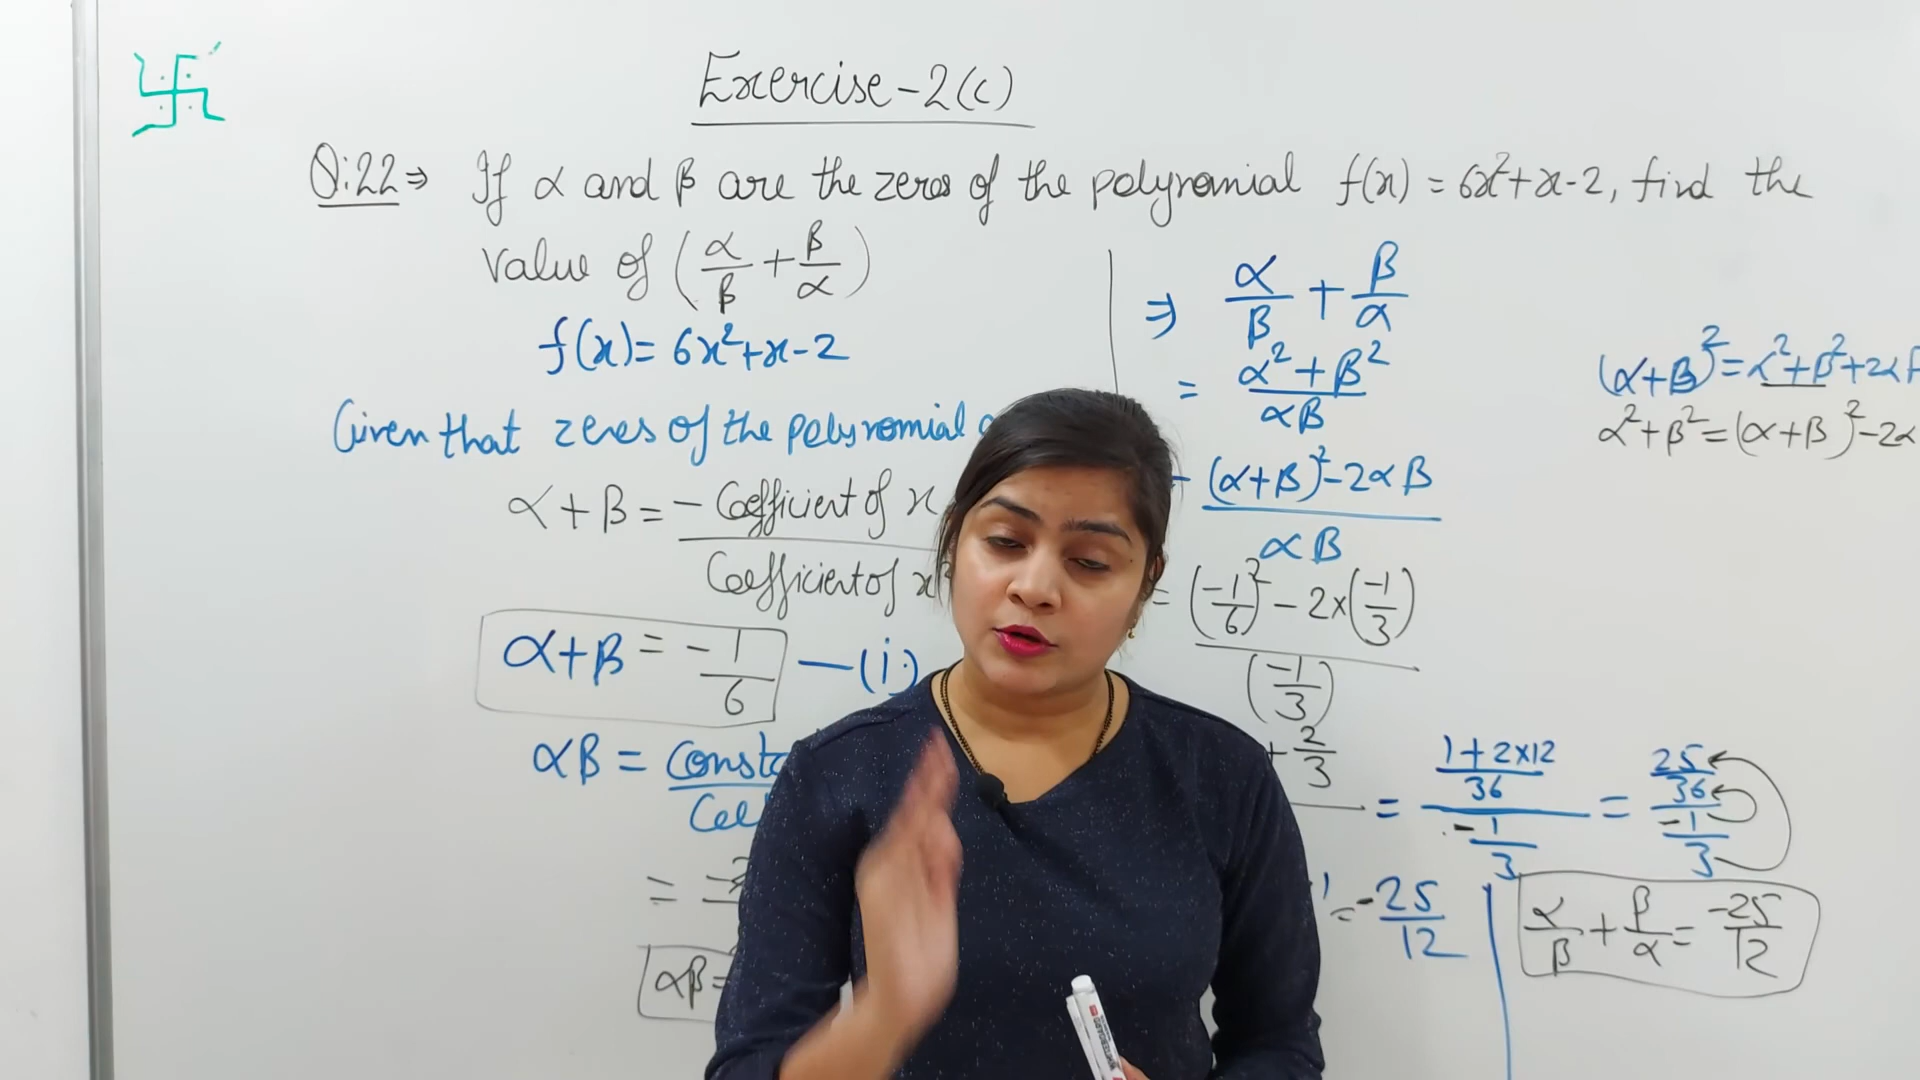 Exercise-2(c)
Q:22⇒ If α and β are the zeros of the polynomial f(x) = 6x²+x-2, find the
value of (α/β + β/α)
f(x)= 6x²+x-2
Given that zeroes of the polynomial
α+β = -Coefficient of x
Coefficient of x
α+β = -1/6 —(i)
αβ =
=
αβ=
⇒ α/β + β/α
= α²+β²/αβ
(α+β)²-2αβ/αβ
= (-1/6)² - 2×(-1/3)
(-1/3)
+ 2/3
= 1+2×12/36
-1/3
= 25/36
-1/3
= -25/12
α/β + β/α = -25/12
(α+β)²=α²+β²+2α
α²+β²=(α+β)²-2α